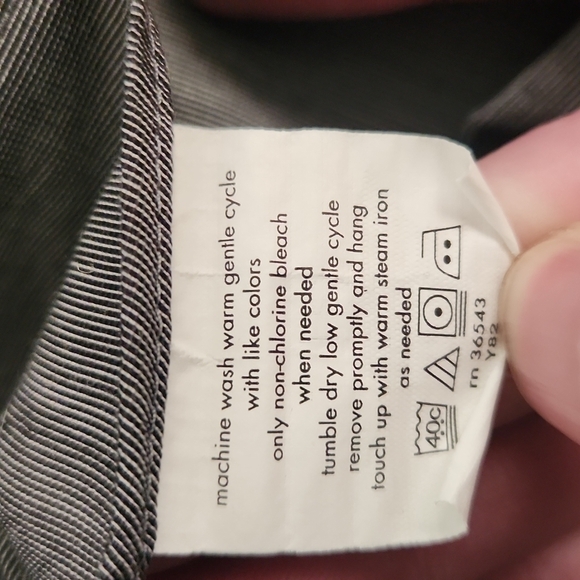 machine wash warm gentle cycle
with like colors
only non-chlorine bleach
when needed
tumble dry low gentle cycle
remove promptly and hang
touch up with warm steam iron
as needed
40c
rn 36543
Y82